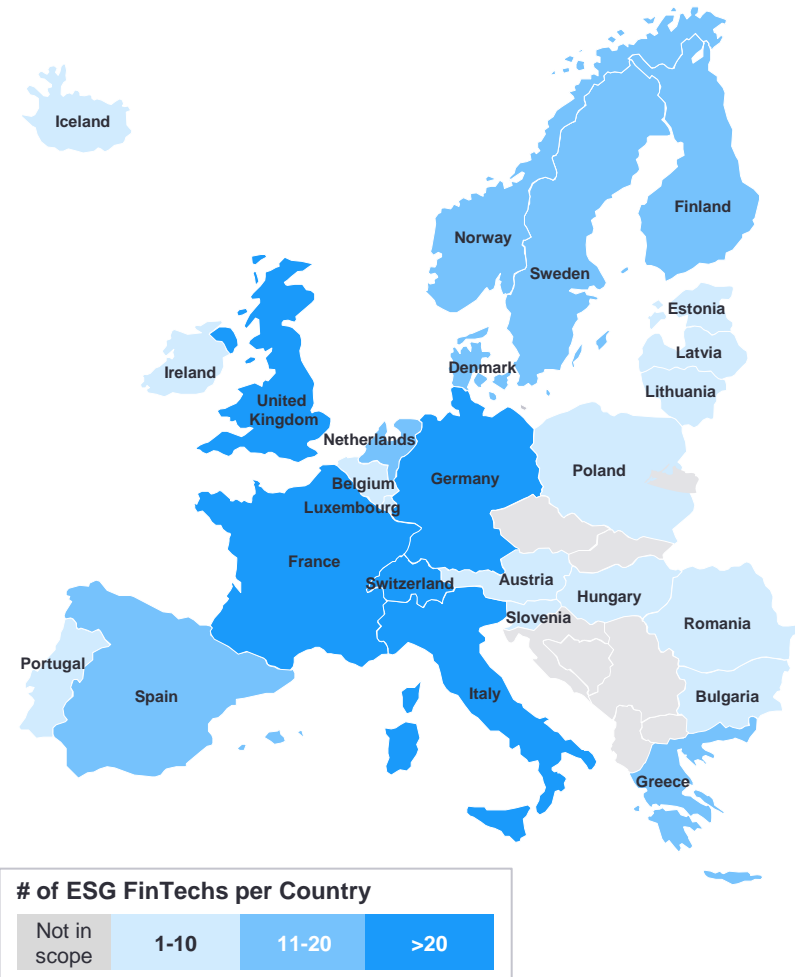 Iceland
Finland
Norway
Sweden
Estonia
Latvia
Denmark
Ireland
Lithuania
United
Kingdom
Netherlands
Poland
Germany
Belgium
Luxembourg
France
Switzerland
Austria
Hungary
Slovenia
Romania
Portugal
Spain
Italy
Bulgaria
Greece
# of ESG FinTechs per Country
Not in
scope
1-10
11-20
>20